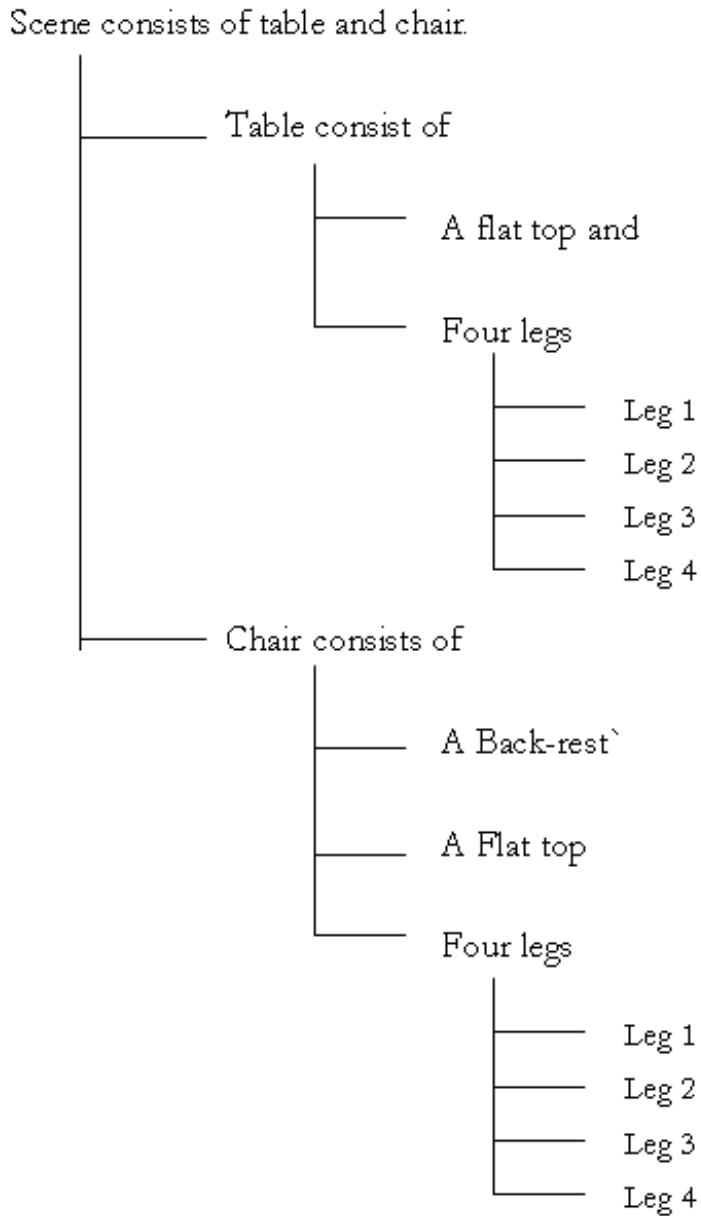 Scene consists of table and chair.
Table consist of
A flat top and
Four legs
Leg 1
Leg 2
Leg 3
Leg 4
Chair consists of
A Back-rest`
A Flat top
Four legs
Leg 1
Leg 2
Leg 3
Leg 4